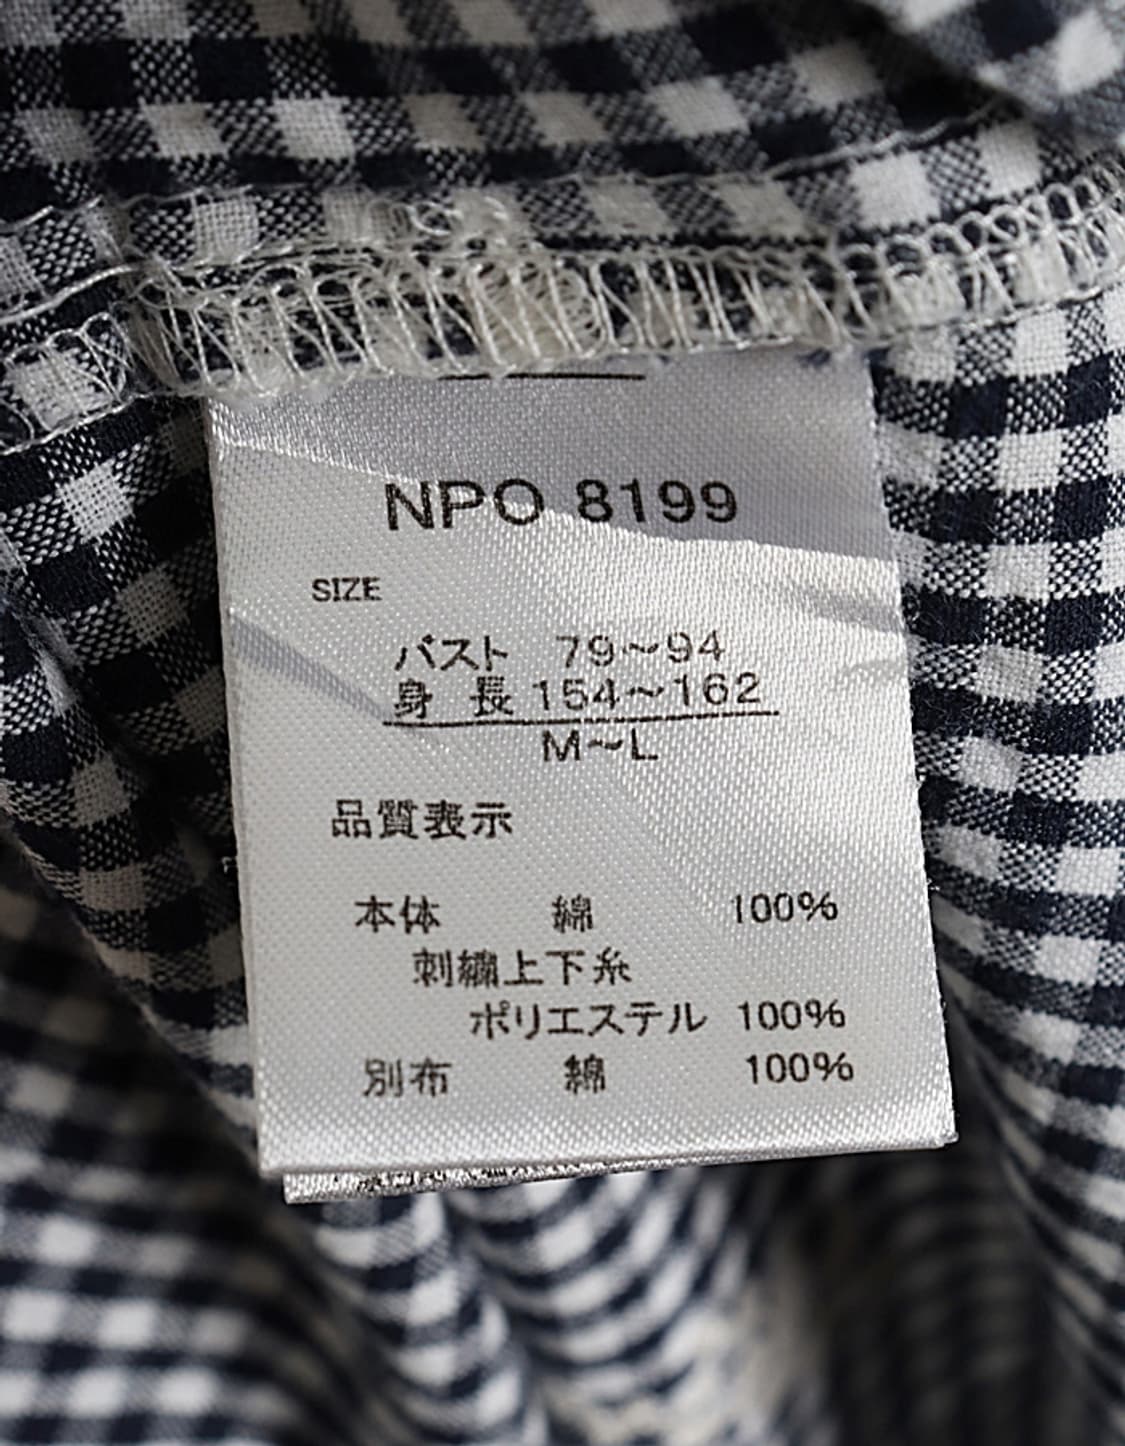 NPO 8199
SIZE
バスト 79〜94
身 長 154〜162
M〜L
品質表示
本体 綿 100%
刺繍上下糸
ポリエステル 100%
別布 綿 100%